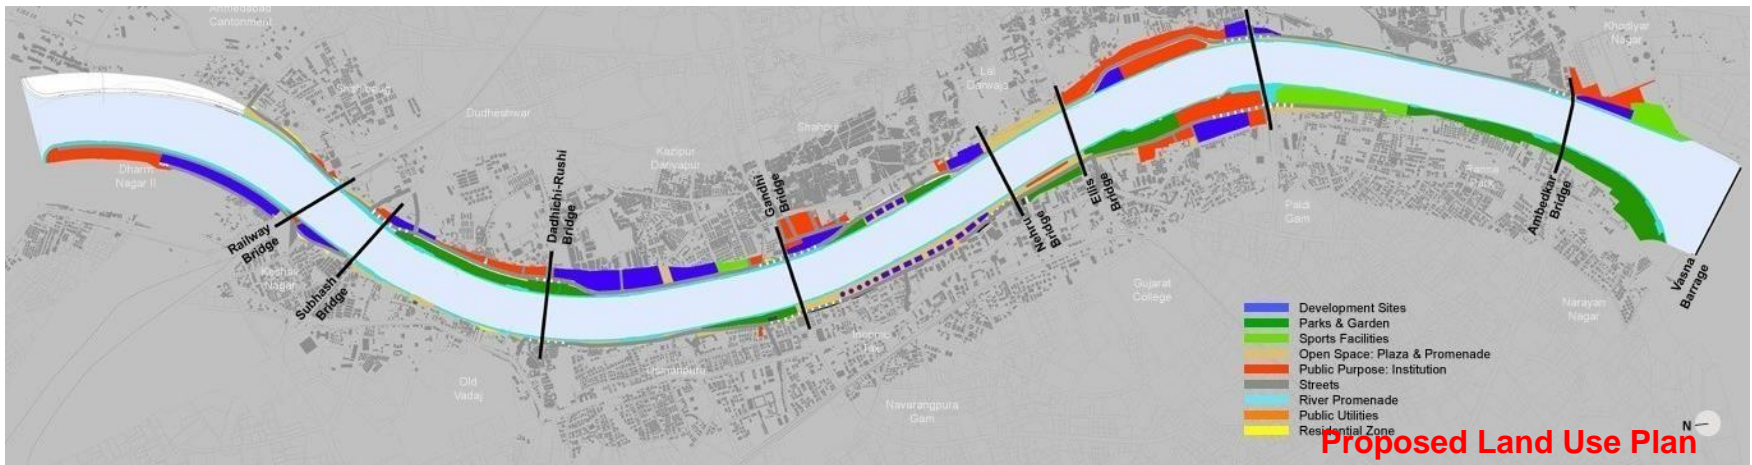 Ahmedabad
Cantonment
Khodiyar
Nagar
Shahibaug
Lal
Darwaja
Dudheshwar
Shahpur
Kazipur
Dariyapur
Dharm
Nagar II
Paldi
Gam
Railway
Bridge
Keshav
Nagar
Subhash
Bridge
Dadhichi-Rushi
Bridge
Gandhi
Bridge
Nehru
Bridge
Ellis
Bridge
Ambedkar
Bridge
Vasna
Barrage
Gujarat
College
Narayan
Nagar
Usmanpura
Old
Vadaj
Navarangpura
Gam
Development Sites
Parks & Garden
Sports Facilities
Open Space: Plaza & Promenade
Public Purpose: Institution
Streets
River Promenade
Public Utilities
Residential Zone
N
Proposed Land Use Plan